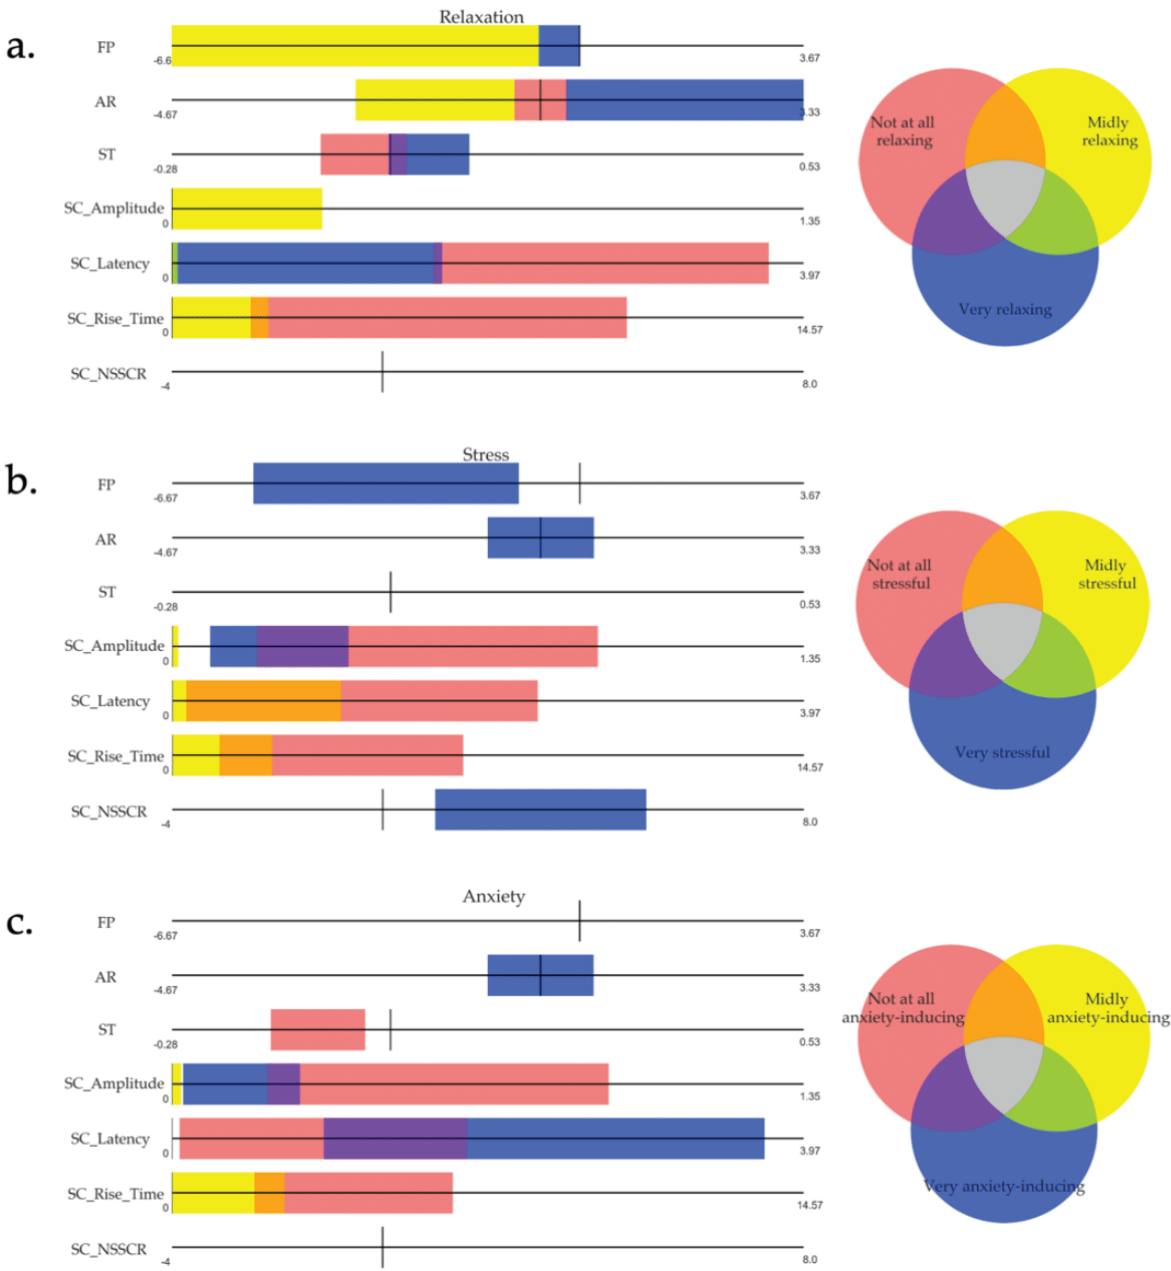 Relaxation
a.
FP
-6.6
3.67
AR
-4.67
3.33
ST
-0.28
0.53
SC_Amplitude
0
1.35
SC_Latency
0
3.97
SC_Rise_Time
0
14.57
SC_NSSCR
-4
8.0
Not at all
relaxing
Midly
relaxing
Very relaxing
Stress
b.
FP
-6.67
3.67
AR
-4.67
3.33
ST
-0.28
0.53
SC_Amplitude
0
1.35
SC_Latency
0
3.97
SC_Rise_Time
0
14.57
SC_NSSCR
-4
8.0
Not at all
stressful
Midly
stressful
Very stressful
Anxiety
c.
FP
-6.67
3.67
AR
-4.67
3.33
ST
-0.28
0.53
SC_Amplitude
0
1.35
SC_Latency
0
3.97
SC_Rise_Time
0
14.57
SC_NSSCR
-4
8.0
Not at all
anxiety-inducing
Midly
anxiety-inducing
Very anxiety-inducing